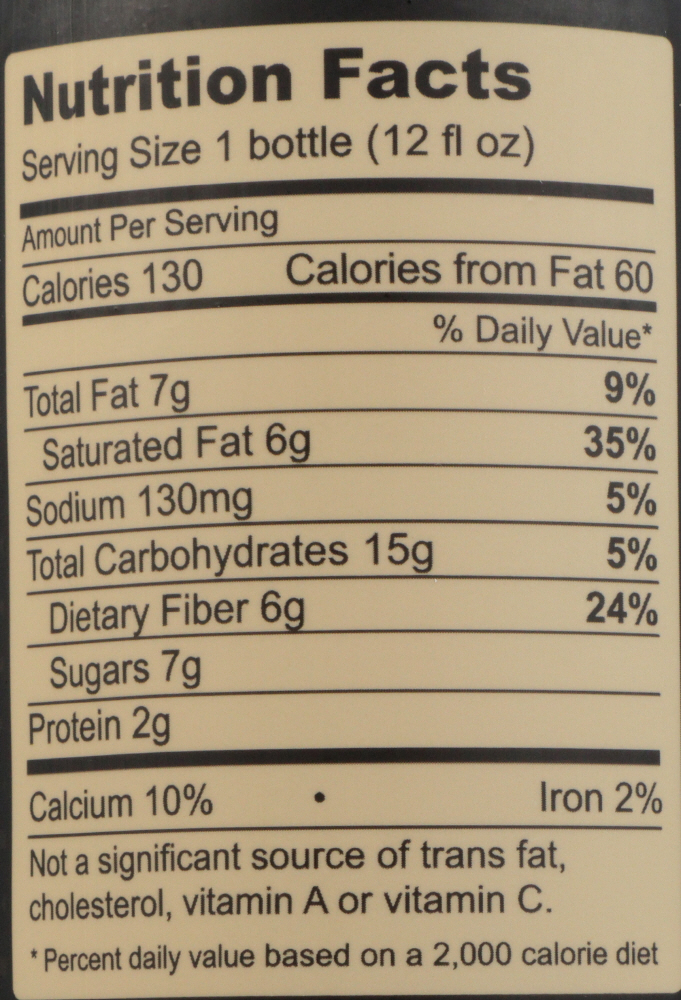 Nutrition Facts
Serving Size 1 bottle (12 fl oz)
Amount Per Serving
Calories 130 Calories from Fat 60
% Daily Value*
Total Fat 7g 9%
Saturated Fat 6g 35%
Sodium 130mg 5%
Total Carbohydrates 15g 5%
Dietary Fiber 6g 24%
Sugars 7g
Protein 2g
Calcium 10% • Iron 2%
Not a significant source of trans fat,
cholesterol, vitamin A or vitamin C.
* Percent daily value based on a 2,000 calorie diet